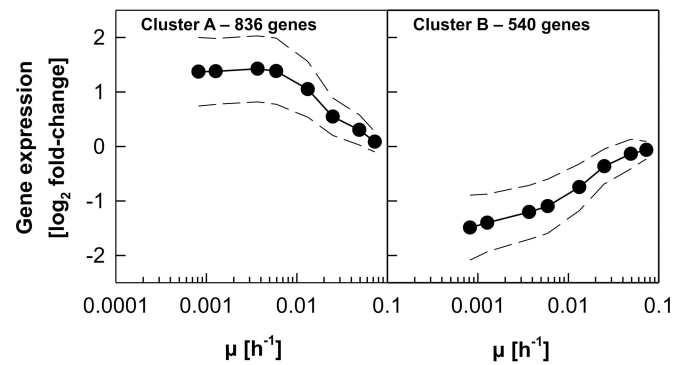 Cluster A – 836 genes
Cluster B – 540 genes
Gene expression
[log2 fold-change]
2
1
0
-1
-2
0.0001
0.001
0.01
0.1
0.001
0.01
0.1
μ [h-1]
μ [h-1]